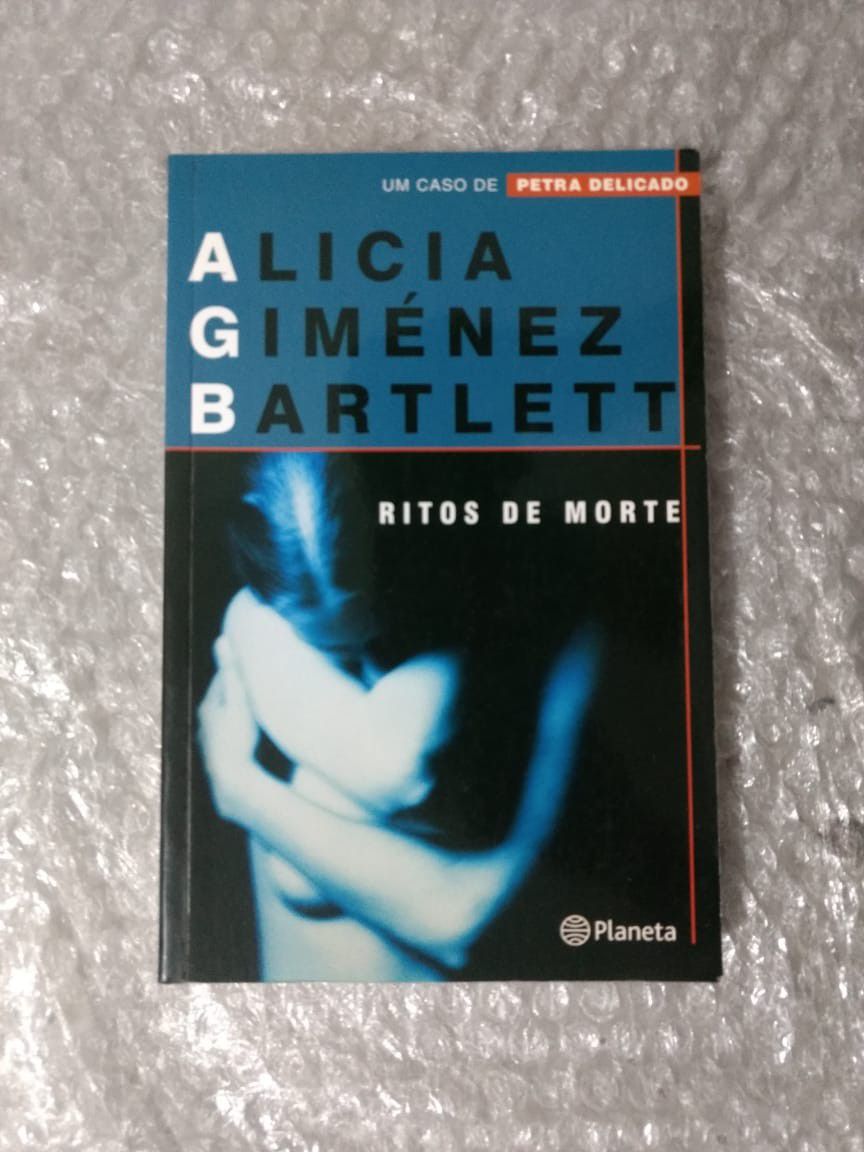 UM CASO DE PETRA DELICADO
ALICIA
GIMÉNEZ
BARTLETT
RITOS DE MORTE
Planeta